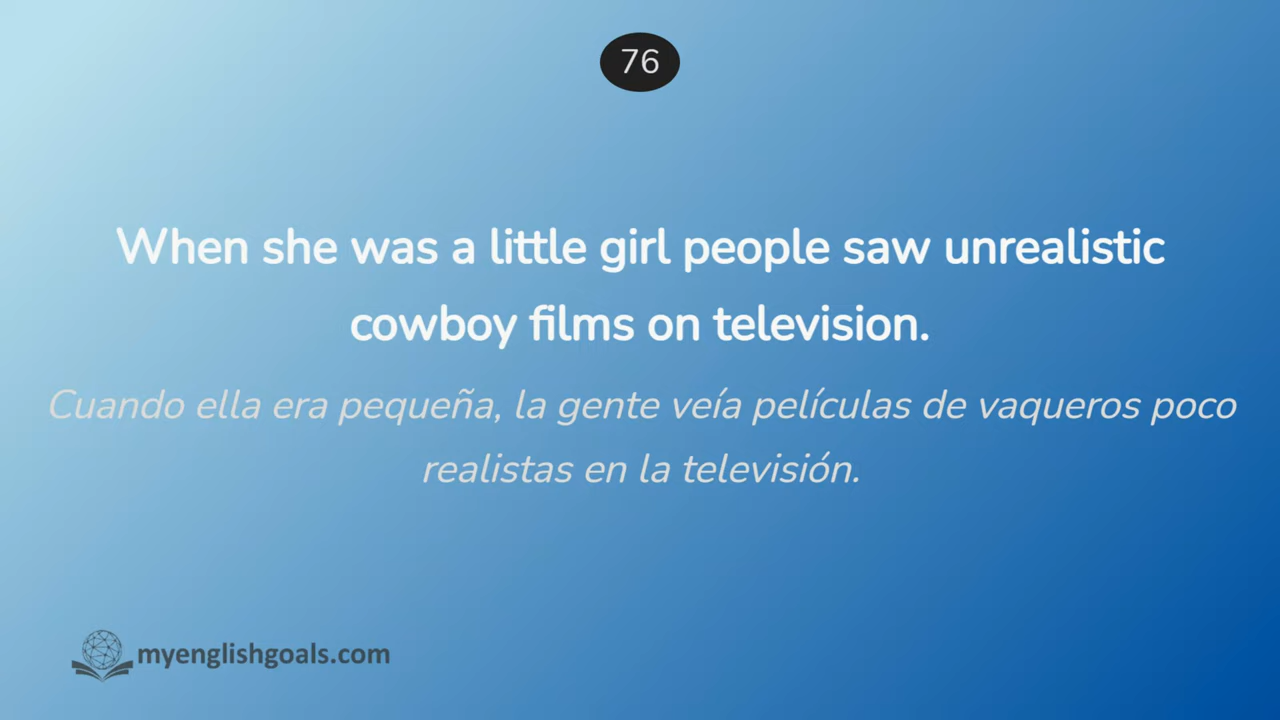 76
When she was a little girl people saw unrealistic
cowboy films on television.
Cuando ella era pequeña, la gente veía películas de vaqueros poco
realistas en la televisión.
myenglishgoals.com